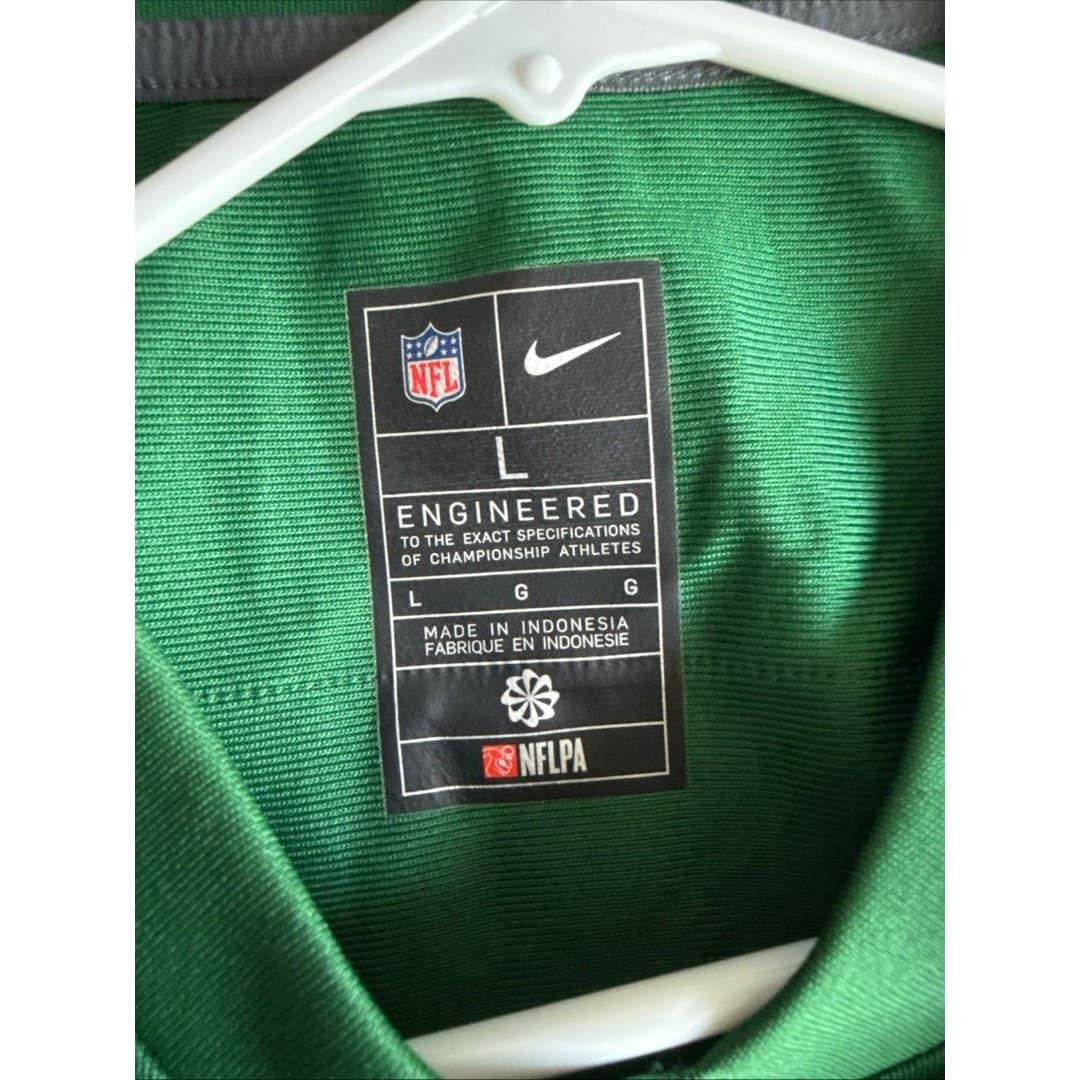 NFL
L
ENGINEERED
TO THE EXACT SPECIFICATIONS
OF CHAMPIONSHIP ATHLETES
L G G
MADE IN INDONESIA
FABRIQUE EN INDONESIE
NFLPA